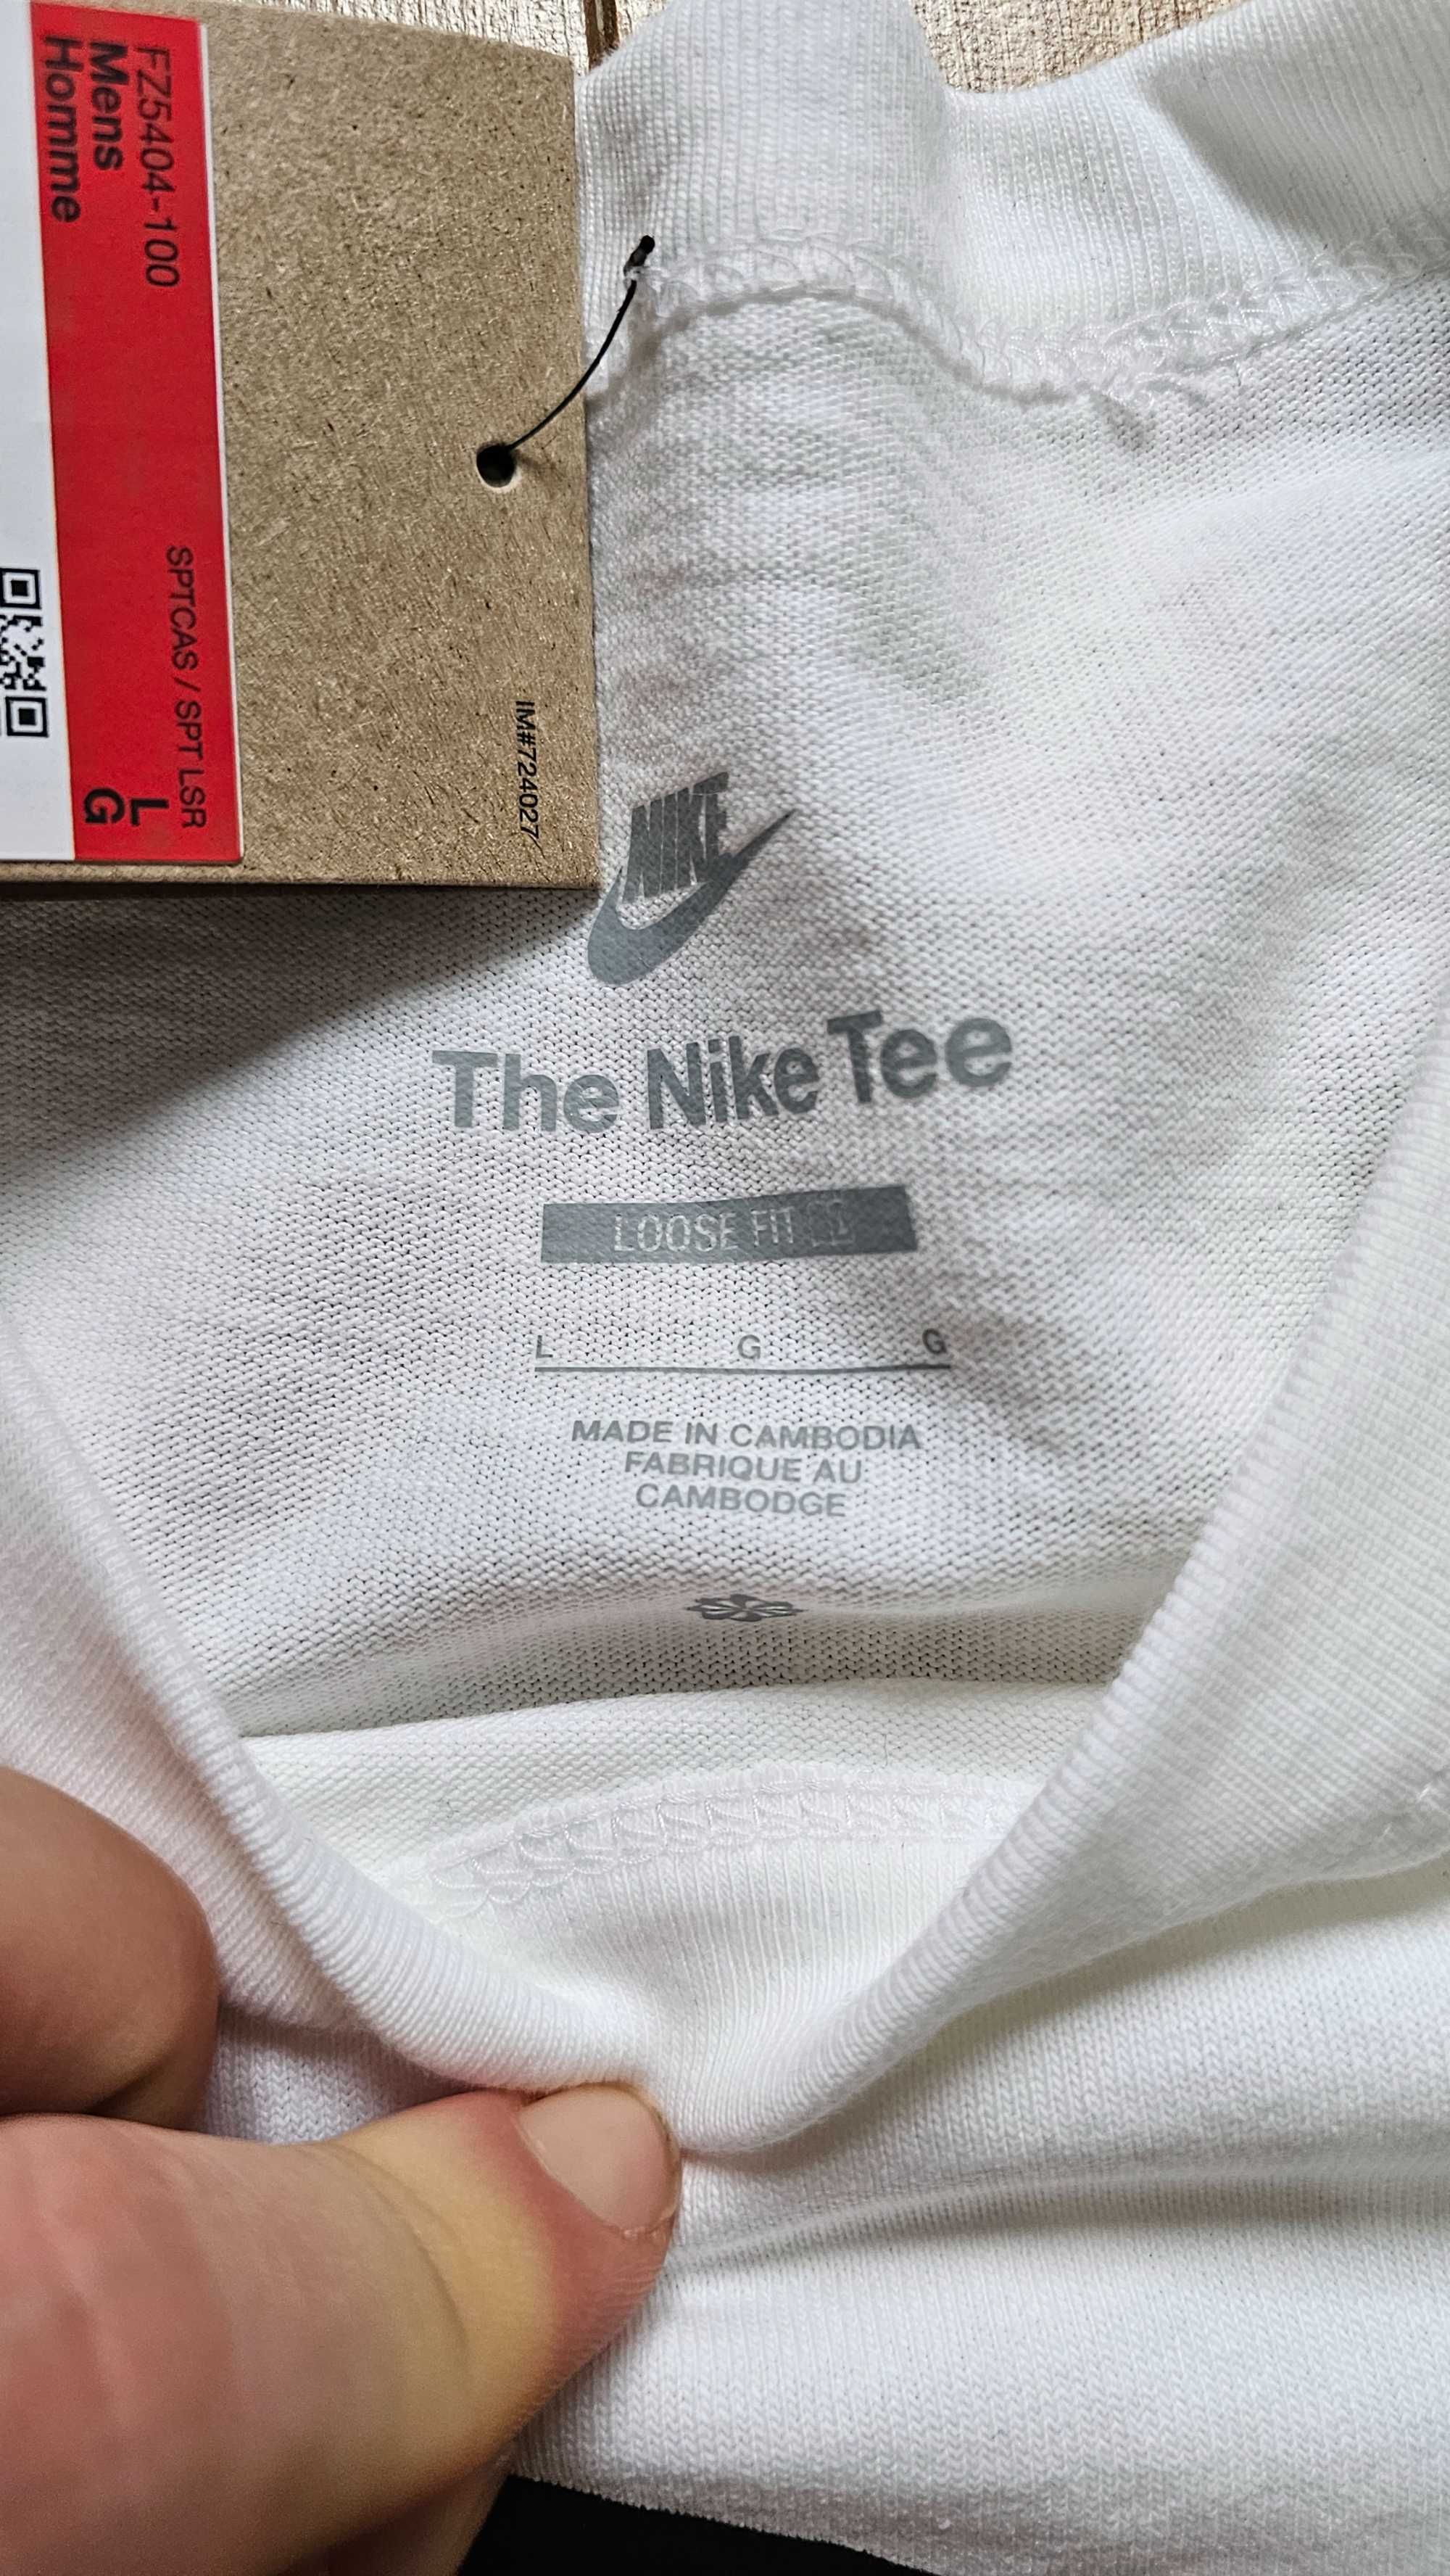 FZ5404-100
Mens
Homme
SPTCAS / SPT LSR
L
G
IM#724027
NIKE
The Nike Tee
LOOSE FIT
L G G
MADE IN CAMBODIA
FABRIQUE AU
CAMBODGE